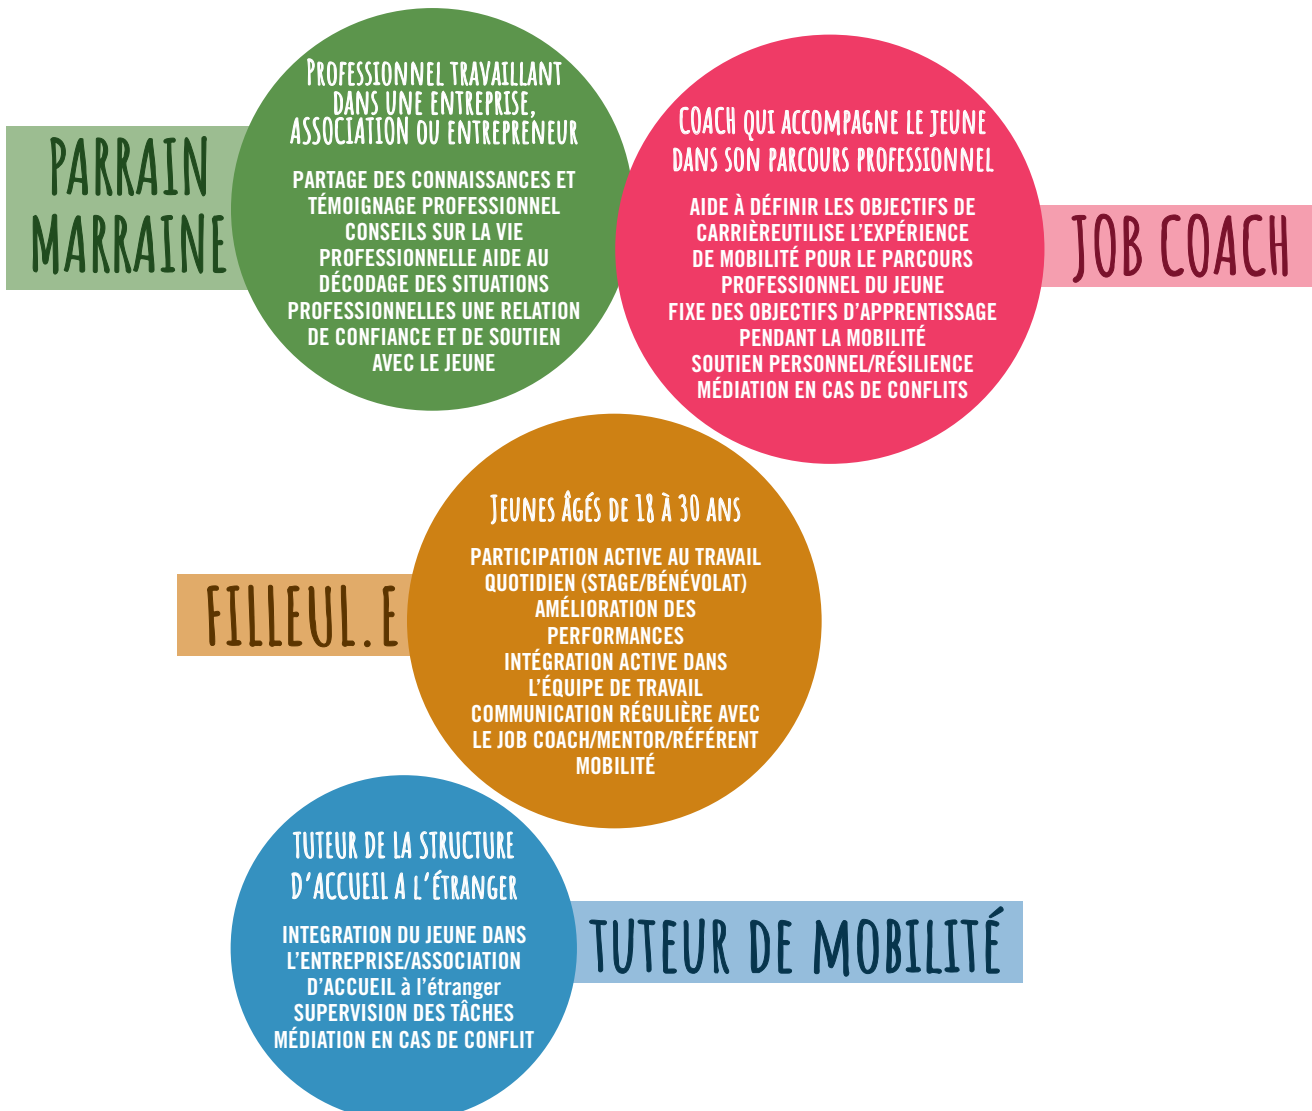 PARRAIN
MARRAINE
PROFESSIONNEL TRAVAILLANT
DANS UNE ENTREPRISE,
ASSOCIATION OU ENTREPRENEUR
PARTAGE DES CONNAISSANCES ET
TÉMOIGNAGE PROFESSIONNEL
CONSEILS SUR LA VIE
PROFESSIONNELLE AIDE AU
DÉCODAGE DES SITUATIONS
PROFESSIONNELLES UNE RELATION
DE CONFIANCE ET DE SOUTIEN
AVEC LE JEUNE
COACH QUI ACCOMPAGNE LE JEUNE
DANS SON PARCOURS PROFESSIONNEL
AIDE À DÉFINIR LES OBJECTIFS DE
CARRIÈREUTILISE L'EXPÉRIENCE
DE MOBILITÉ POUR LE PARCOURS
PROFESSIONNEL DU JEUNE
FIXE DES OBJECTIFS D'APPRENTISSAGE
PENDANT LA MOBILITÉ
SOUTIEN PERSONNEL/RÉSILIENCE
MÉDIATION EN CAS DE CONFLITS
JOB COACH
FILLEUL.E
JEUNES ÂGÉS DE 18 À 30 ANS
PARTICIPATION ACTIVE AU TRAVAIL
QUOTIDIEN (STAGE/BÉNÉVOLAT)
AMÉLIORATION DES
PERFORMANCES
INTÉGRATION ACTIVE DANS
L'ÉQUIPE DE TRAVAIL
COMMUNICATION RÉGULIÈRE AVEC
LE JOB COACH/MENTOR/RÉFÉRENT
MOBILITÉ
TUTEUR DE LA STRUCTURE
D'ACCUEIL A L'ÉTRANGER
INTEGRATION DU JEUNE DANS
L'ENTREPRISE/ASSOCIATION
D'ACCUEIL à l'étranger
SUPERVISION DES TÂCHES
MÉDIATION EN CAS DE CONFLIT
TUTEUR DE MOBILITÉ